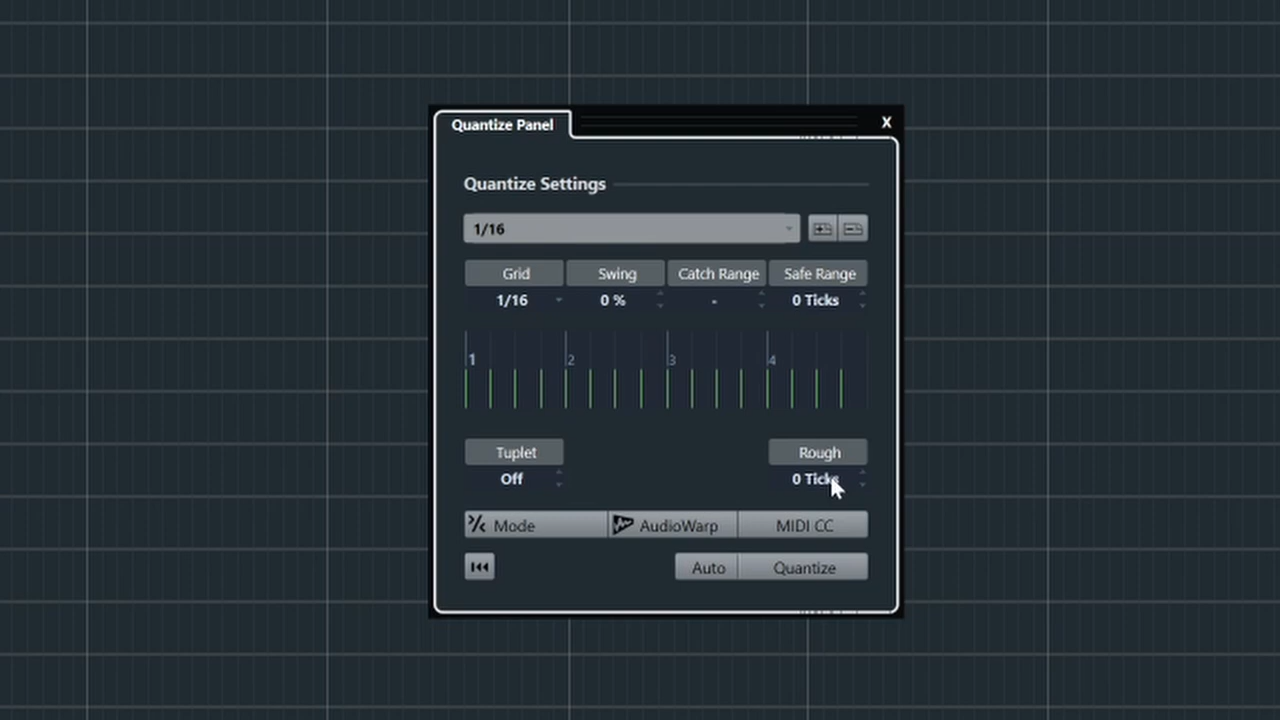 Quantize Panel X
Quantize Settings
1/16
Grid Swing Catch Range Safe Range
1/16 0 % - 0 Ticks
1 2 3 4
Tuplet Rough
Off 0 Ticks
Mode AudioWarp MIDI CC
Auto Quantize